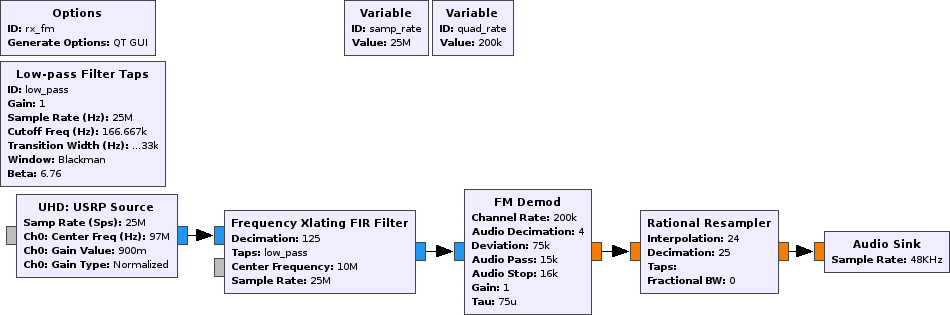 Options
ID: rx_fm
Generate Options: QT GUI
Variable
ID: samp_rate
Value: 25M
Variable
ID: quad_rate
Value: 200k
Low-pass Filter Taps
ID: low_pass
Gain: 1
Sample Rate (Hz): 25M
Cutoff Freq (Hz): 166.667k
Transition Width (Hz): ...33k
Window: Blackman
Beta: 6.76
UHD: USRP Source
Samp Rate (Sps): 25M
Ch0: Center Freq (Hz): 97M
Ch0: Gain Value: 900m
Ch0: Gain Type: Normalized
Frequency Xlating FIR Filter
Decimation: 125
Taps: low_pass
Center Frequency: 10M
Sample Rate: 25M
FM Demod
Channel Rate: 200k
Audio Decimation: 4
Deviation: 75k
Audio Pass: 15k
Audio Stop: 16k
Gain: 1
Tau: 75u
Rational Resampler
Interpolation: 24
Decimation: 25
Taps:
Fractional BW: 0
Audio Sink
Sample Rate: 48KHz